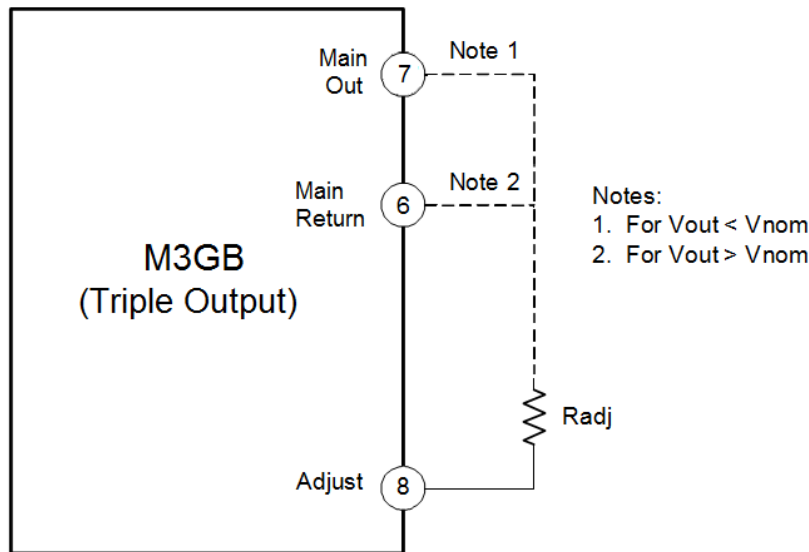 Main
Out
7
Note 1
Main
Return
6
Note 2
Notes:
1. For Vout < Vnom
2. For Vout > Vnom
M3GB
(Triple Output)
Radj
Adjust
8